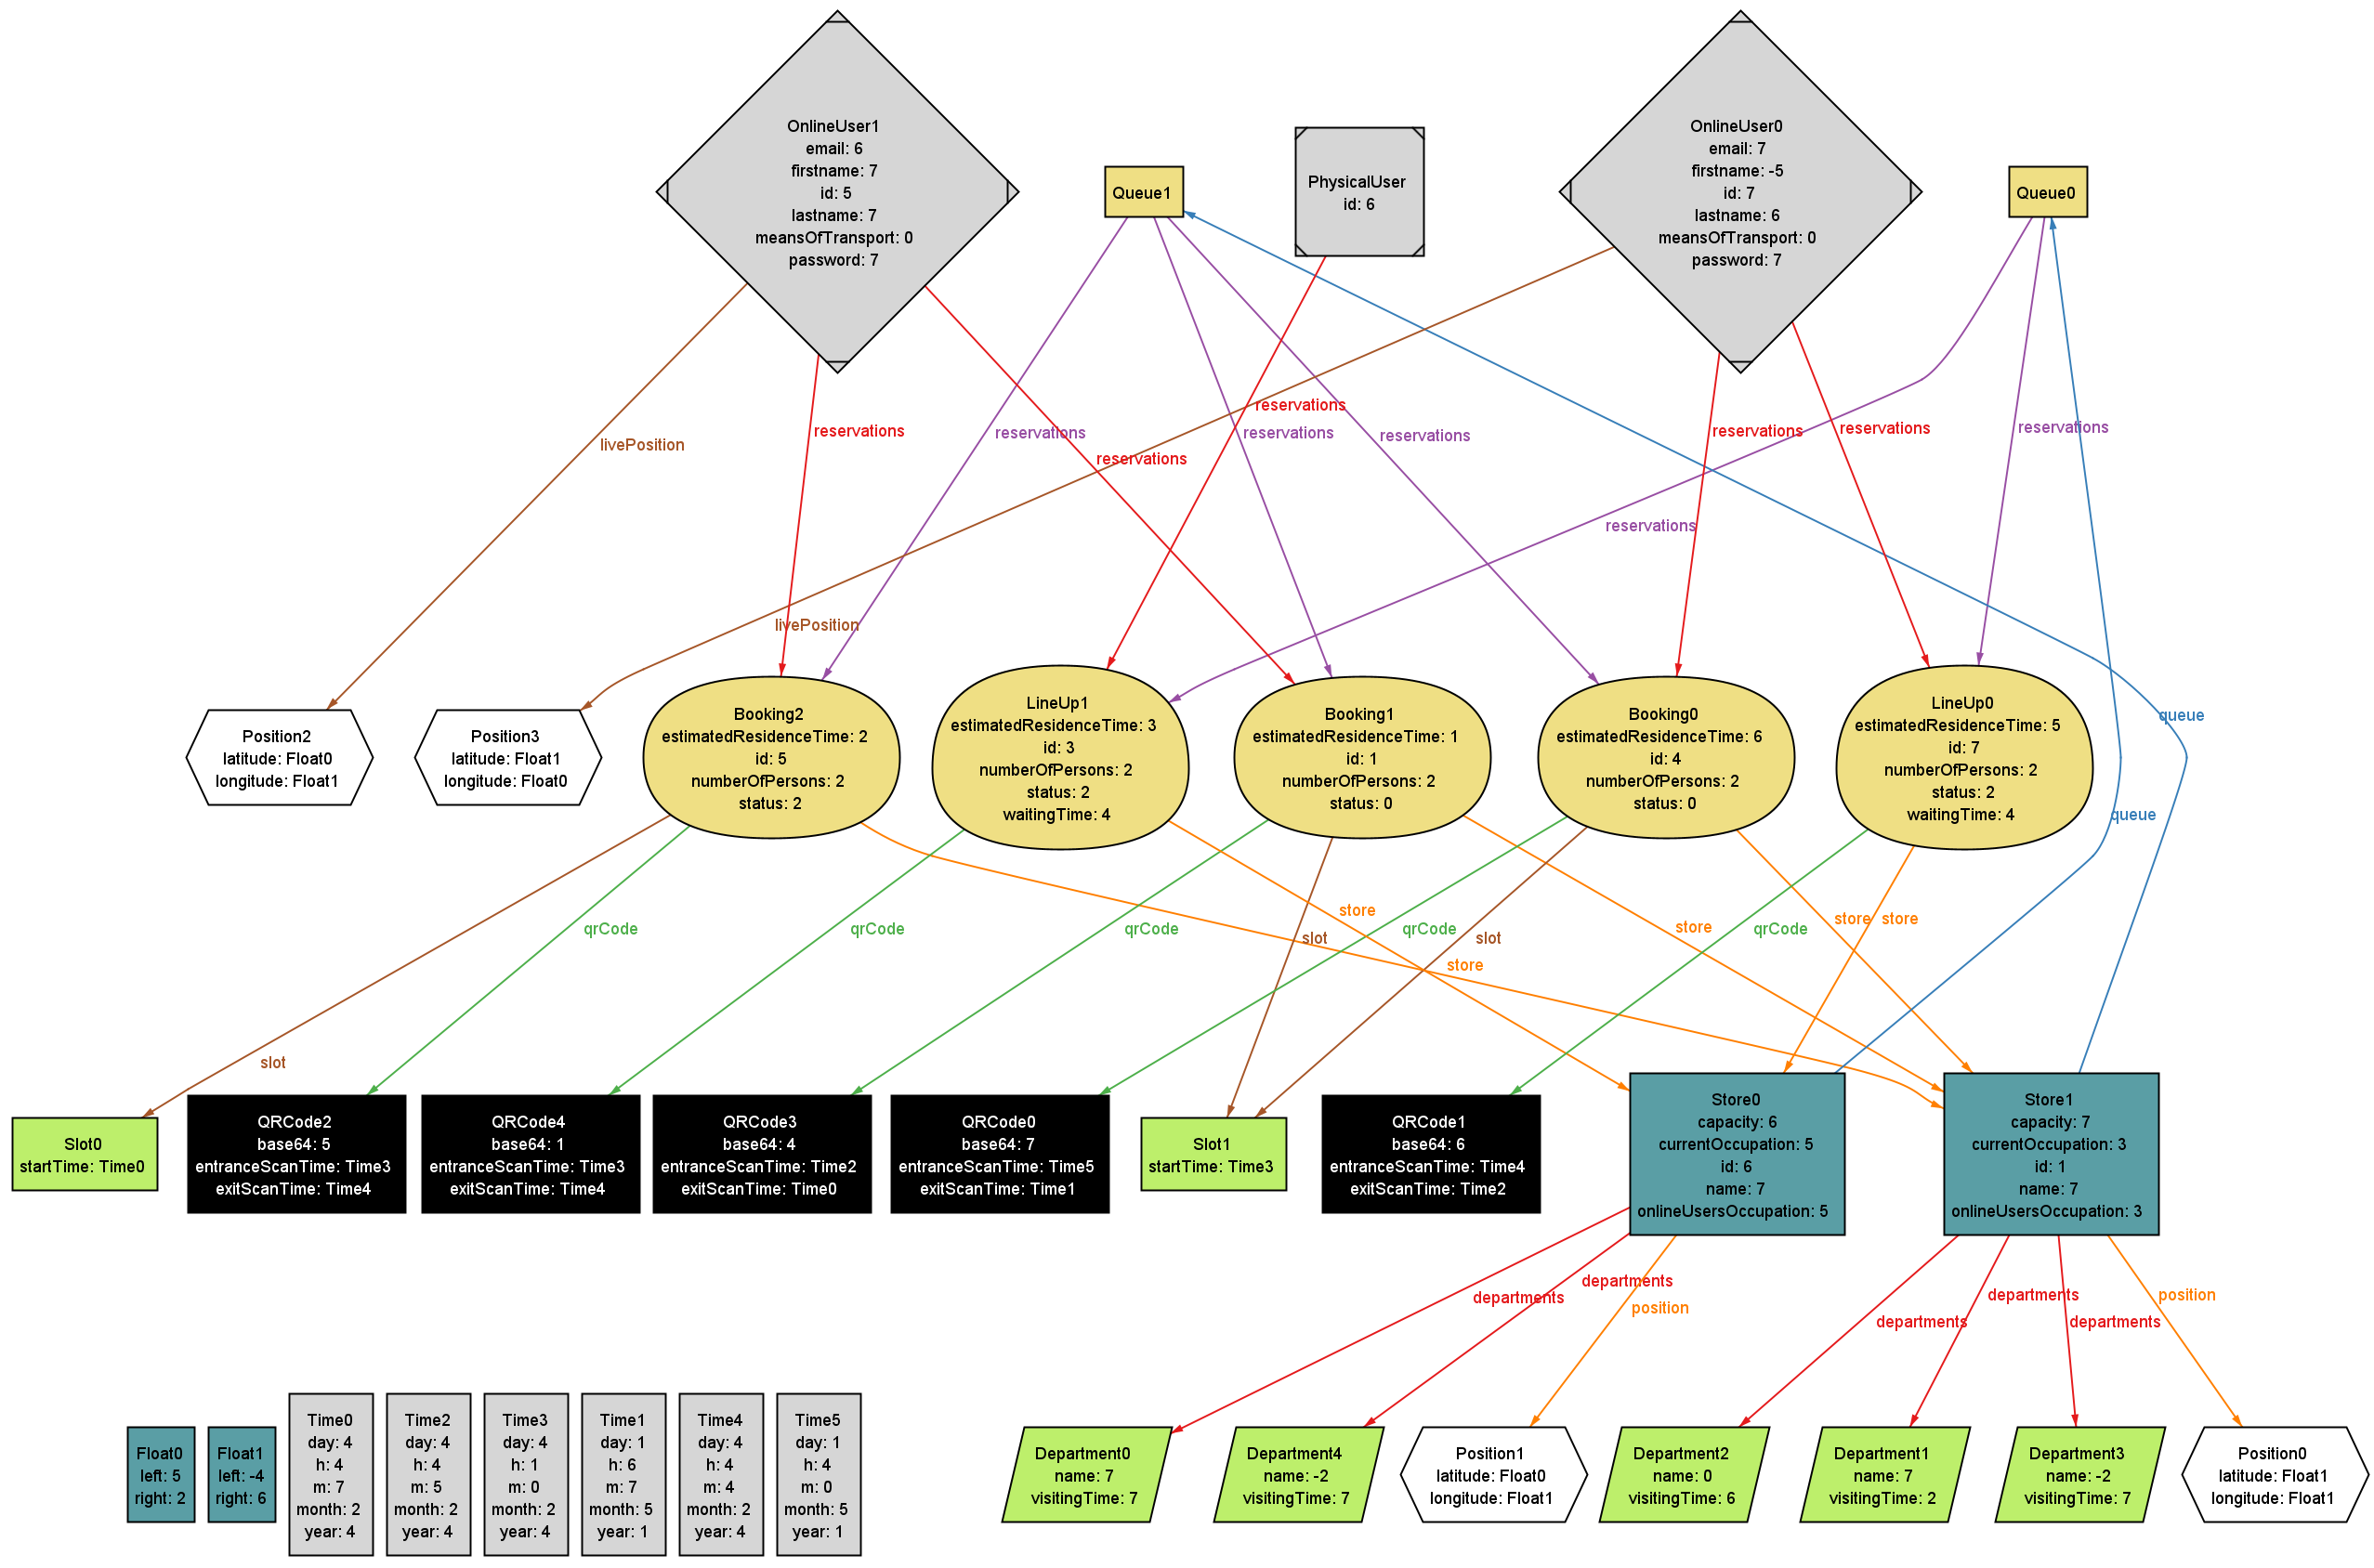 OnlineUser1
email: 6
firstname: 7
id: 5
lastname: 7
meansOfTransport: 0
password: 7
Queue1
PhysicalUser
id: 6
OnlineUser0
email: 7
firstname: -5
id: 7
lastname: 6
meansOfTransport: 0
password: 7
Queue0
livePosition
reservations
reservations
reservations
reservations
reservations
reservations
reservations
reservations
reservations
reservations
livePosition
queue
queue
Position2
latitude: Float0
longitude: Float1
Position3
latitude: Float1
longitude: Float0
Booking2
estimatedResidenceTime: 2
id: 5
numberOfPersons: 2
status: 2
LineUp1
estimatedResidenceTime: 3
id: 3
numberOfPersons: 2
status: 2
waitingTime: 4
Booking1
estimatedResidenceTime: 1
id: 1
numberOfPersons: 2
status: 0
Booking0
estimatedResidenceTime: 6
id: 4
numberOfPersons: 2
status: 0
LineUp0
estimatedResidenceTime: 5
id: 7
numberOfPersons: 2
status: 2
waitingTime: 4
slot
qrCode
qrCode
qrCode
slot
store
store
qrCode
slot
store
qrCode
store
store
Slot0
startTime: Time0
QRCode2
base64: 5
entranceScanTime: Time3
exitScanTime: Time4
QRCode4
base64: 1
entranceScanTime: Time3
exitScanTime: Time4
QRCode3
base64: 4
entranceScanTime: Time2
exitScanTime: Time0
QRCode0
base64: 7
entranceScanTime: Time5
exitScanTime: Time1
Slot1
startTime: Time3
QRCode1
base64: 6
entranceScanTime: Time4
exitScanTime: Time2
Store0
capacity: 6
currentOccupation: 5
id: 6
name: 7
onlineUsersOccupation: 5
Store1
capacity: 7
currentOccupation: 3
id: 1
name: 7
onlineUsersOccupation: 3
departments
departments
position
departments
departments
departments
position
Float0
left: 5
right: 2
Float1
left: -4
right: 6
Time0
day: 4
h: 4
m: 7
month: 2
year: 4
Time2
day: 4
h: 4
m: 5
month: 2
year: 4
Time3
day: 4
h: 1
m: 0
month: 2
year: 4
Time1
day: 1
h: 6
m: 7
month: 5
year: 1
Time4
day: 4
h: 4
m: 4
month: 2
year: 4
Time5
day: 1
h: 4
m: 0
month: 5
year: 1
Department0
name: 7
visitingTime: 7
Department4
name: -2
visitingTime: 7
Position1
latitude: Float0
longitude: Float1
Department2
name: 0
visitingTime: 6
Department1
name: 7
visitingTime: 2
Department3
name: -2
visitingTime: 7
Position0
latitude: Float1
longitude: Float1